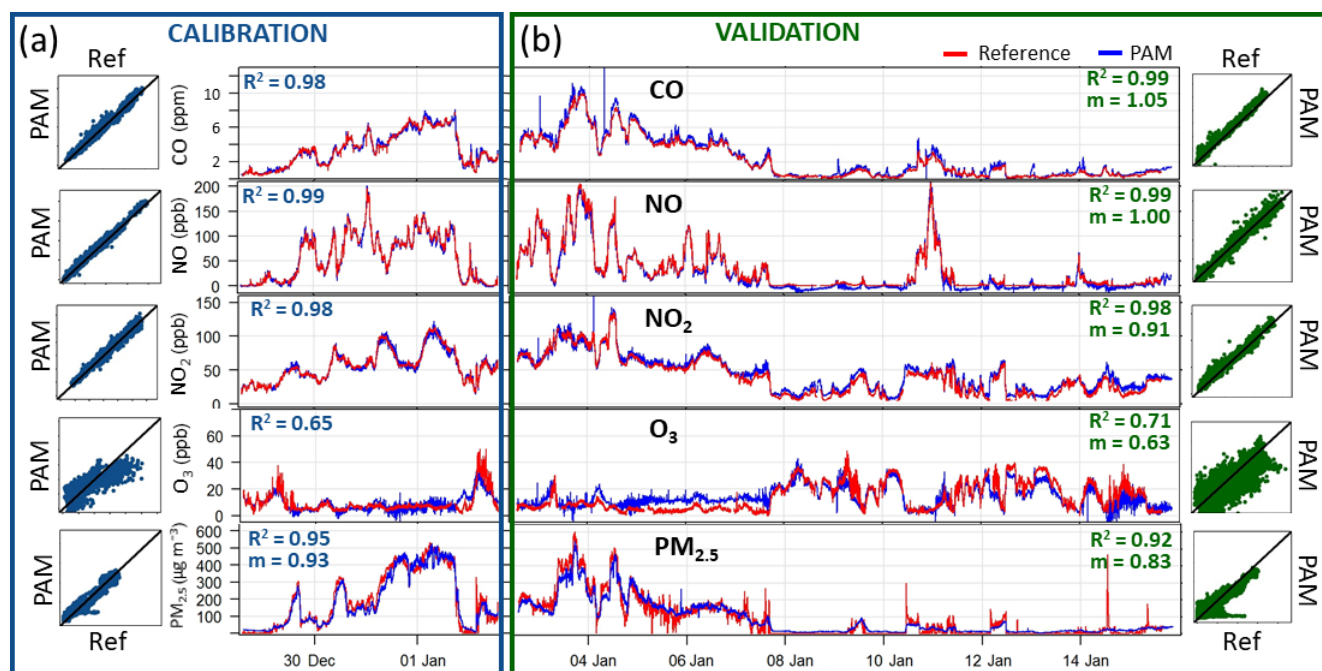 (a) CALIBRATION
Ref
PAM
CO (ppm)
R² = 0.98
10
6
2
PAM
NO (ppb)
R² = 0.99
200
150
100
50
0
PAM
NO₂ (ppb)
R² = 0.98
150
100
50
0
PAM
O₃ (ppb)
R² = 0.65
60
40
20
0
PAM
Ref
PM₂.₅ (µg m⁻³)
R² = 0.95
m = 0.93
600
500
400
300
200
100
30 Dec 01 Jan
(b) VALIDATION
Reference PAM
CO
R² = 0.99
m = 1.05
PAM
NO
R² = 0.99
m = 1.00
PAM
NO₂
R² = 0.98
m = 0.91
PAM
O₃
R² = 0.71
m = 0.63
PAM
PM₂.₅
R² = 0.92
m = 0.83
PAM
Ref
04 Jan 06 Jan 08 Jan 10 Jan 12 Jan 14 Jan